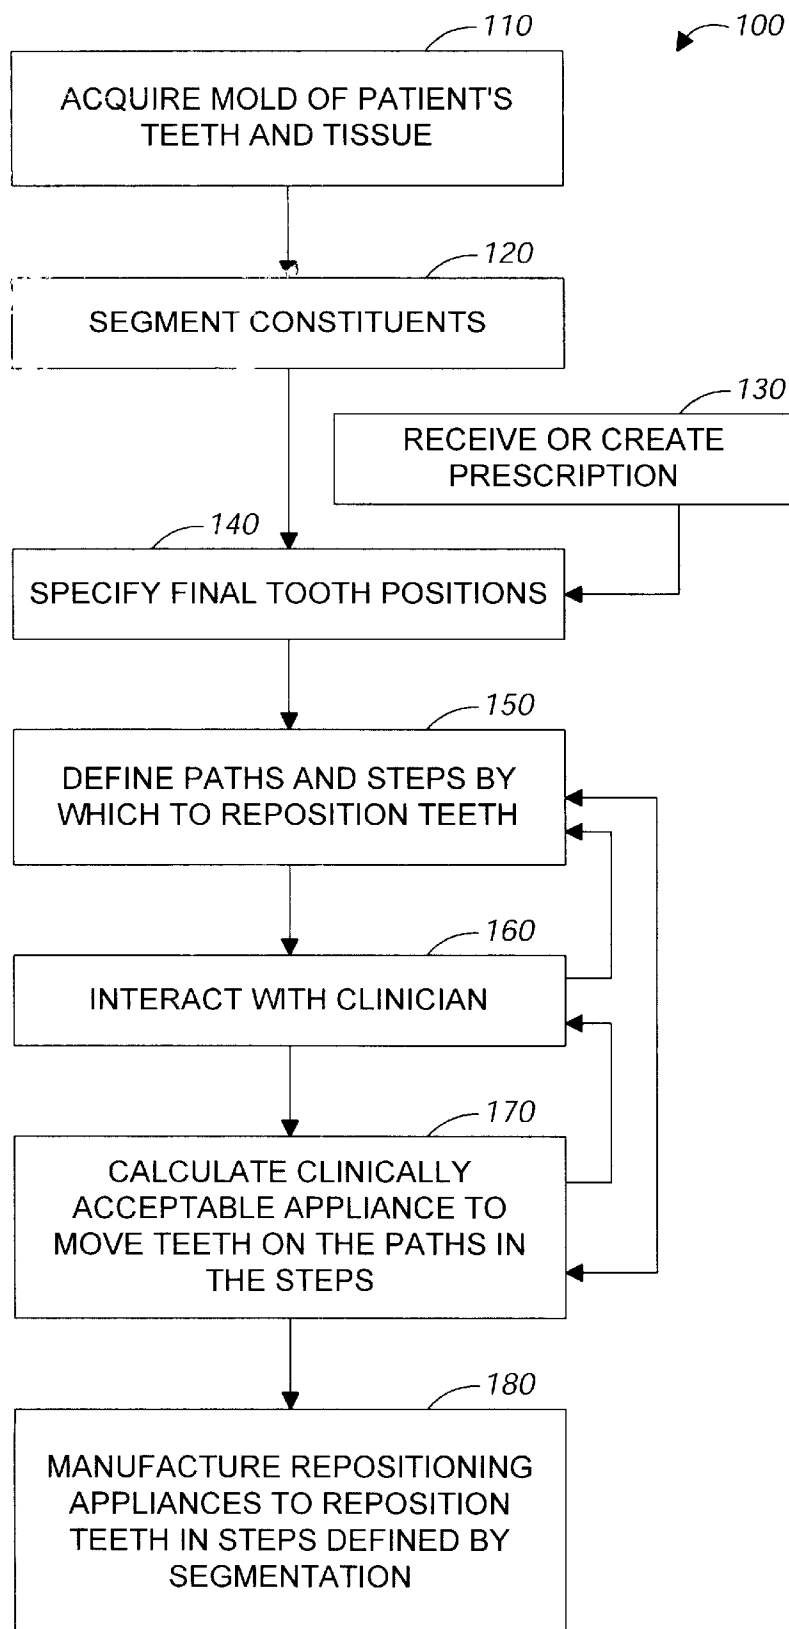 110
100
ACQUIRE MOLD OF PATIENT'S
TEETH AND TISSUE
120
SEGMENT CONSTITUENTS
130
RECEIVE OR CREATE
PRESCRIPTION
140
SPECIFY FINAL TOOTH POSITIONS
150
DEFINE PATHS AND STEPS BY
WHICH TO REPOSITION TEETH
160
INTERACT WITH CLINICIAN
170
CALCULATE CLINICALLY
ACCEPTABLE APPLIANCE TO
MOVE TEETH ON THE PATHS IN
THE STEPS
180
MANUFACTURE REPOSITIONING
APPLIANCES TO REPOSITION
TEETH IN STEPS DEFINED BY
SEGMENTATION